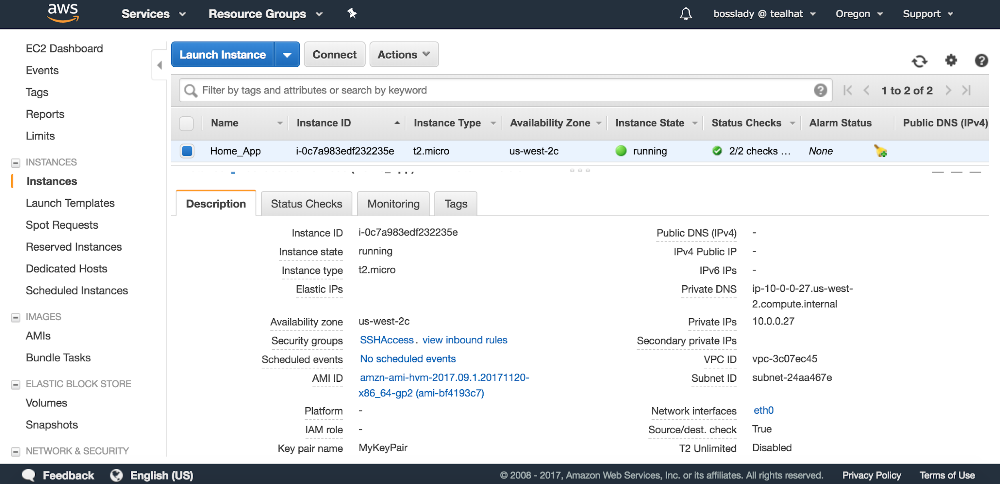 aws Services Resource Groups bosslady @ tealhat Oregon Support
EC2 Dashboard
Events
Tags
Reports
Limits
INSTANCES
Instances
Launch Templates
Spot Requests
Reserved Instances
Dedicated Hosts
Scheduled Instances
IMAGES
AMIs
Bundle Tasks
ELASTIC BLOCK STORE
Volumes
Snapshots
NETWORK & SECURITY
Launch Instance Connect Actions
Filter by tags and attributes or search by keyword 1 to 2 of 2
Name Instance ID Instance Type Availability Zone Instance State Status Checks Alarm Status Public DNS (IPv4)
Home_App i-0c7a983edf232235e t2.micro us-west-2c running 2/2 checks ... None
Description Status Checks Monitoring Tags
Instance ID i-0c7a983edf232235e
Instance state running
Instance type t2.micro
Elastic IPs
Availability zone us-west-2c
Security groups SSHAccess. view inbound rules
Scheduled events No scheduled events
AMI ID amzn-ami-hvm-2017.09.1.20171120-
x86_64-gp2 (ami-bf4193c7)
Platform -
IAM role -
Key pair name MyKeyPair
Public DNS (IPv4) -
IPv4 Public IP -
IPv6 IPs -
Private DNS ip-10-0-0-27.us-west-
2.compute.internal
Private IPs 10.0.0.27
Secondary private IPs
VPC ID vpc-3c07ec45
Subnet ID subnet-24aa467e
Network interfaces eth0
Source/dest. check True
T2 Unlimited Disabled
Feedback English (US) © 2008 - 2017, Amazon Web Services, Inc. or its affiliates. All rights reserved. Privacy Policy Terms of Use